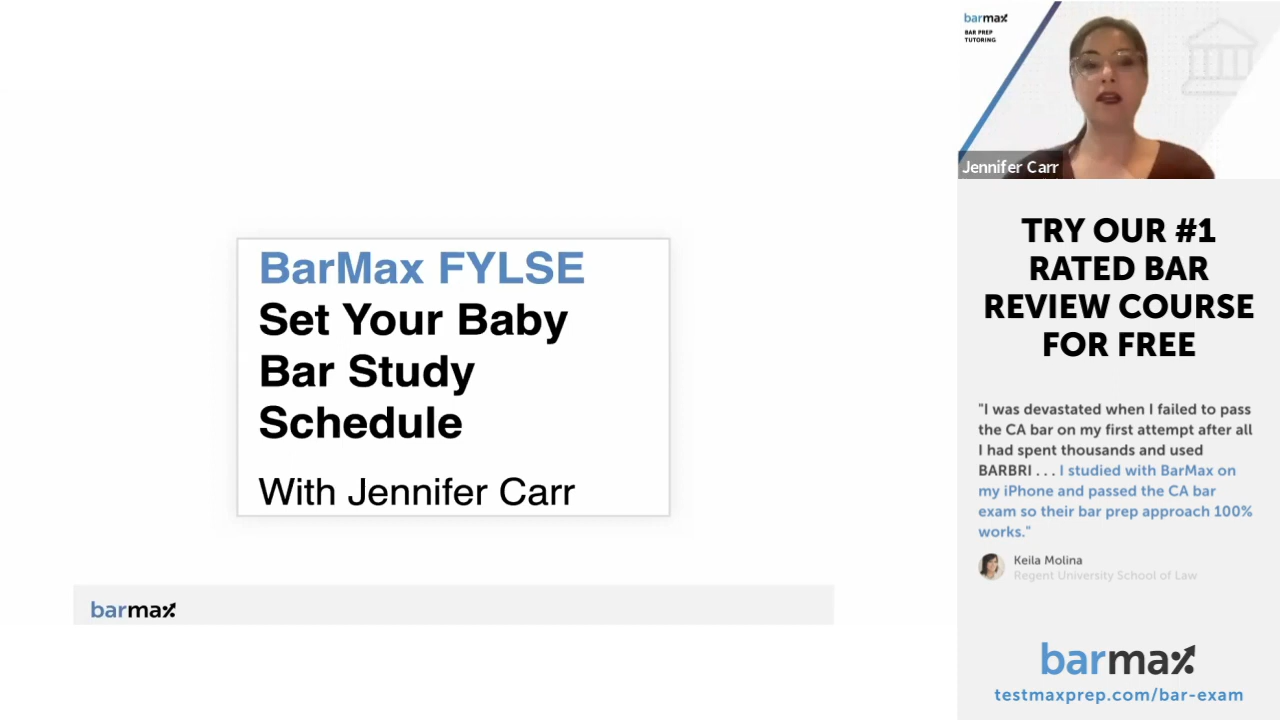 BarMax FYLSE
Set Your Baby
Bar Study
Schedule
With Jennifer Carr
barmax
barmax
BAR PREP
TUTORING
Jennifer Carr
TRY OUR #1
RATED BAR
REVIEW COURSE
FOR FREE
"I was devastated when I failed to pass
the CA bar on my first attempt after all
I had spent thousands and used
BARBRI . . . I studied with BarMax on
my iPhone and passed the CA bar
exam so their bar prep approach 100%
works."
Keila Molina
Regent University School of Law
barmax
testmaxprep.com/bar-exam